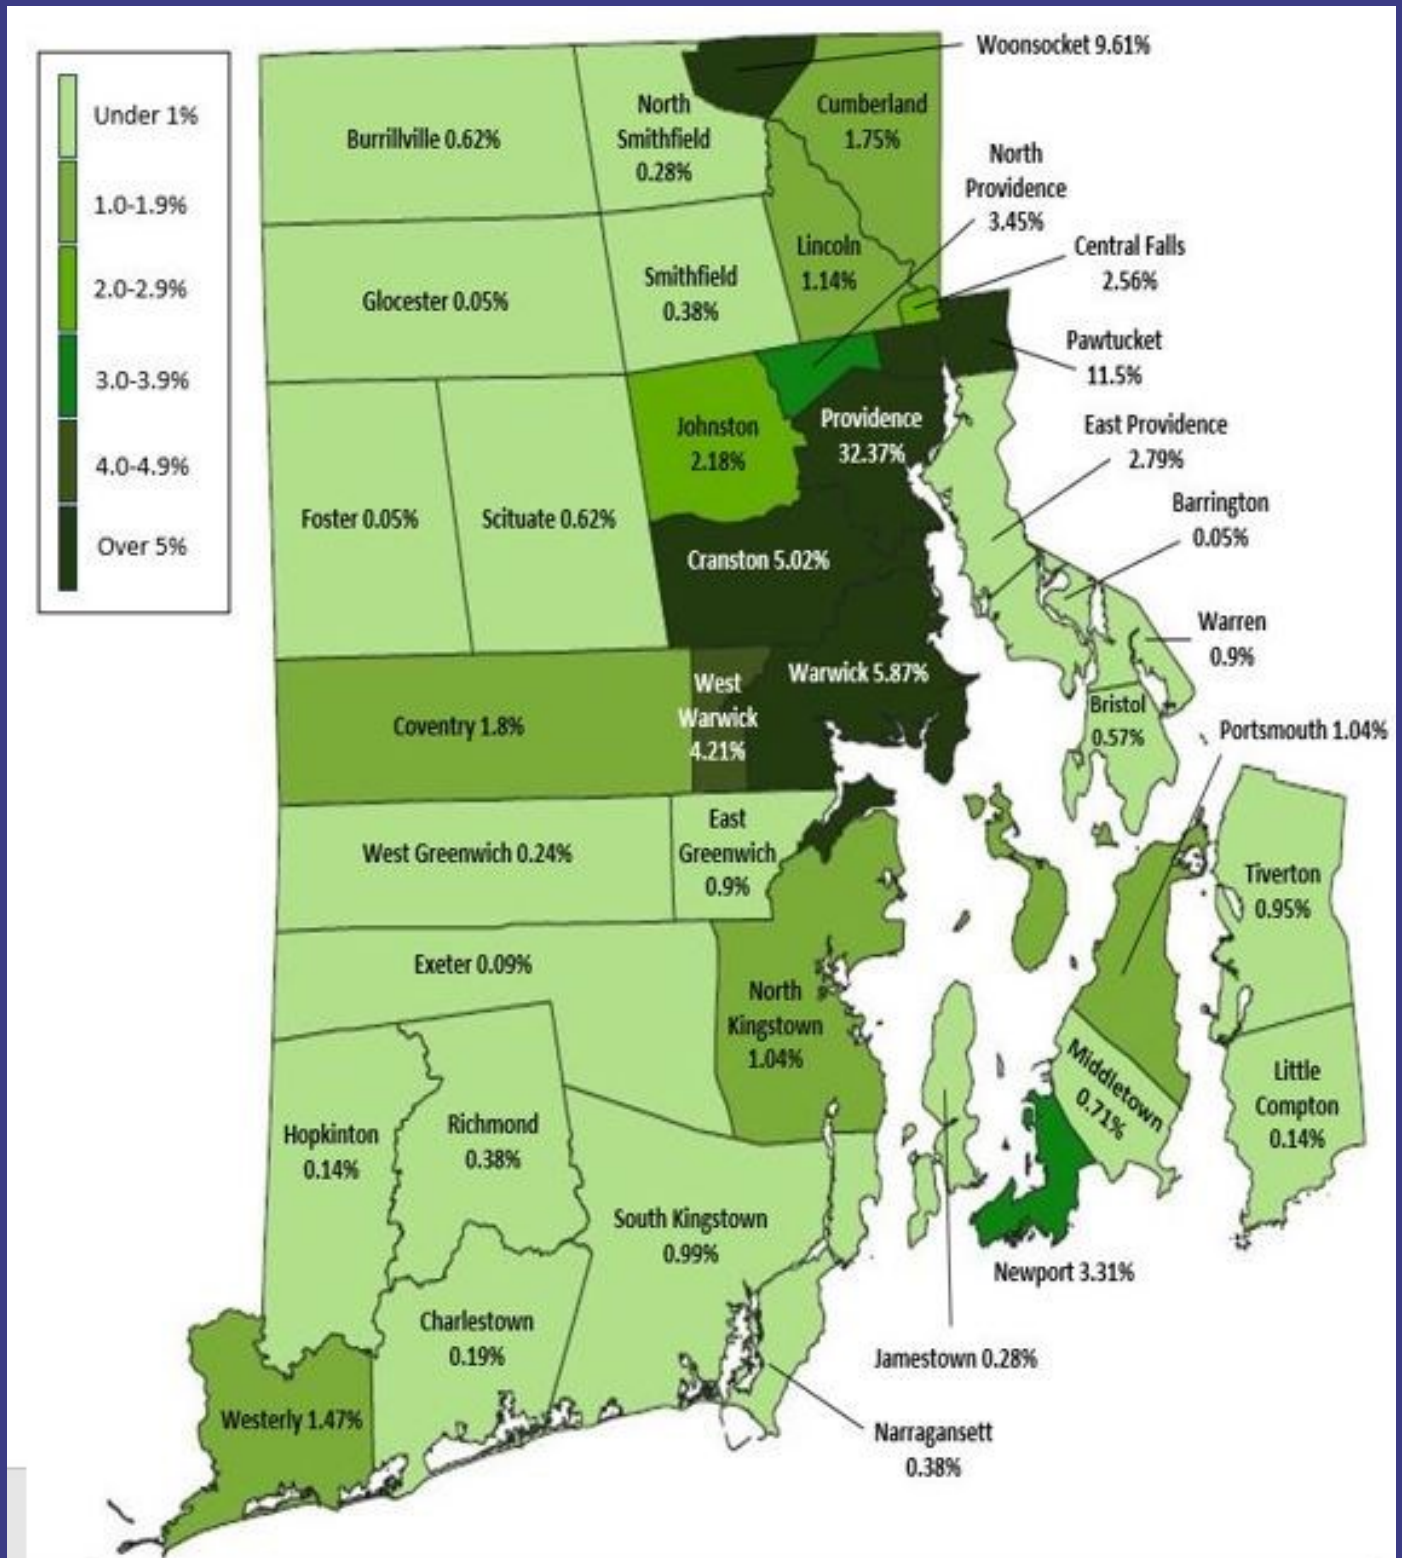 Under 1%
1.0-1.9%
2.0-2.9%
3.0-3.9%
4.0-4.9%
Over 5%
Woonsocket 9.61%
Burrillville 0.62%
North
Smithfield
0.28%
Cumberland
1.75%
North
Providence
3.45%
Central Falls
2.56%
Glocester 0.05%
Smithfield
0.38%
Lincoln
1.14%
Pawtucket
11.5%
Johnston
2.18%
Providence
32.37%
East Providence
2.79%
Barrington
0.05%
Foster 0.05%
Scituate 0.62%
Cranston 5.02%
Warren
0.9%
Coventry 1.8%
West
Warwick
4.21%
Warwick 5.87%
Bristol
0.57%
Portsmouth 1.04%
West Greenwich 0.24%
East
Greenwich
0.9%
Tiverton
0.95%
Exeter 0.09%
North
Kingstown
1.04%
Middletown
0.71%
Little
Compton
0.14%
Hopkinton
0.14%
Richmond
0.38%
South Kingstown
0.99%
Newport 3.31%
Charlestown
0.19%
Jamestown 0.28%
Westerly 1.47%
Narragansett
0.38%